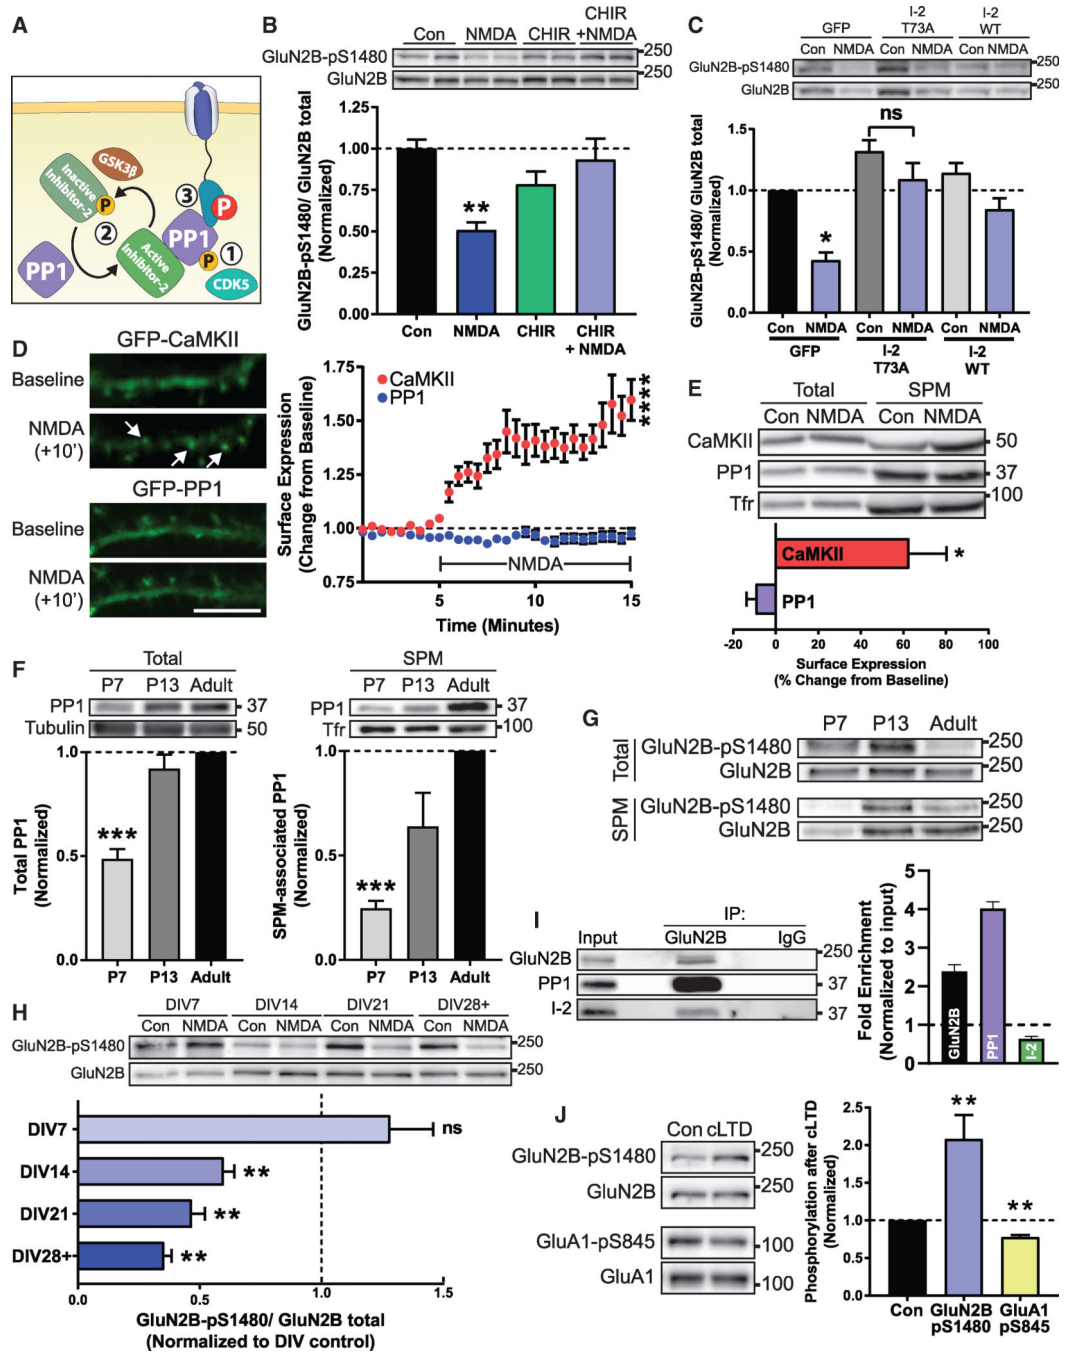 A
GSK3β
Inactive
Inhibitor-2
P
3
P
2
PP1
1
P
Active
Inhibitor-2
PP1
CDK5
B
Con NMDA CHIR CHIR
+NMDA
GluN2B-pS1480 250
GluN2B 250
GluN2B-pS1480/ GluN2B total
(Normalized)
1.25
1.00
0.75
0.50
0.25
0.00
**
Con NMDA CHIR CHIR
+ NMDA
C
GFP I-2
T73A I-2
WT
Con NMDA Con NMDA Con NMDA
GluN2B-pS1480 250
GluN2B 250
GluN2B-pS1480/ GluN2B total
(Normalized)
1.5
1.0
0.5
0.0
ns
*
Con NMDA Con NMDA Con NMDA
GFP I-2
T73A I-2
WT
D
GFP-CaMKII
Baseline
NMDA
(+10')
GFP-PP1
Baseline
NMDA
(+10')
Surface Expression
(Change from Baseline)
1.75
1.50
1.25
1.00
0.75
CaMKII
PP1
****
NMDA
5 10 15
Time (Minutes)
E
Total SPM
Con NMDA Con NMDA
CaMKII 50
PP1 37
Tfr 100
CaMKII *
PP1
-20 0 20 40 60 80 100
Surface Expression
(% Change from Baseline)
F
Total
P7 P13 Adult
PP1 37
Tubulin 50
Total PP1
(Normalized)
1.0
0.5
0.0
***
P7 P13 Adult
SPM
P7 P13 Adult
PP1 37
Tfr 100
SPM-associated PP1
(Normalized)
1.0
0.5
0.0
***
P7 P13 Adult
G
P7 P13 Adult
Total
GluN2B-pS1480 250
GluN2B 250
SPM
GluN2B-pS1480 250
GluN2B 250
H
DIV7 DIV14 DIV21 DIV28+
Con NMDA Con NMDA Con NMDA Con NMDA
GluN2B-pS1480 250
GluN2B 250
DIV7 ns
DIV14 **
DIV21 **
DIV28+ **
0.0 0.5 1.0 1.5
GluN2B-pS1480/ GluN2B total
(Normalized to DIV control)
I
IP:
Input GluN2B IgG
GluN2B 250
PP1 37
I-2 37
Fold Enrichment
(Normalized to input)
5
4
3
2
1
0
GluN2B
PP1
I-2
J
Con cLTD
GluN2B-pS1480 250
GluN2B 250
GluA1-pS845 100
GluA1 100
Phosphorylation after cLTD
(Normalized)
2.5
2.0
1.5
1.0
0.5
0.0
**
**
Con GluN2B
pS1480 GluA1
pS845